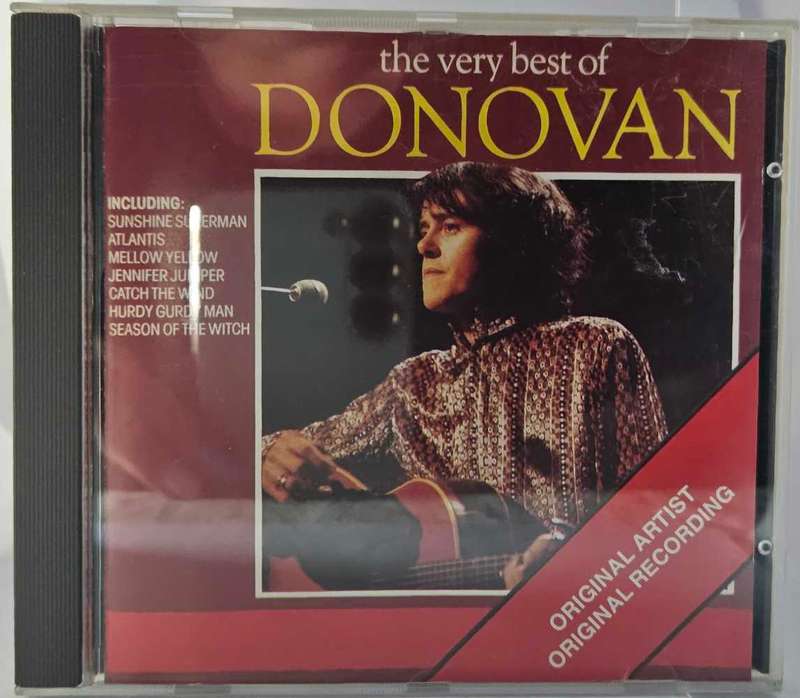 the very best of
DONOVAN
INCLUDING:
SUNSHINE SUPERMAN
ATLANTIS
MELLOW YELLOW
JENNIFER JUNIPER
CATCH THE WIND
HURDY GURDY MAN
SEASON OF THE WITCH
ORIGINAL ARTIST
ORIGINAL RECORDING